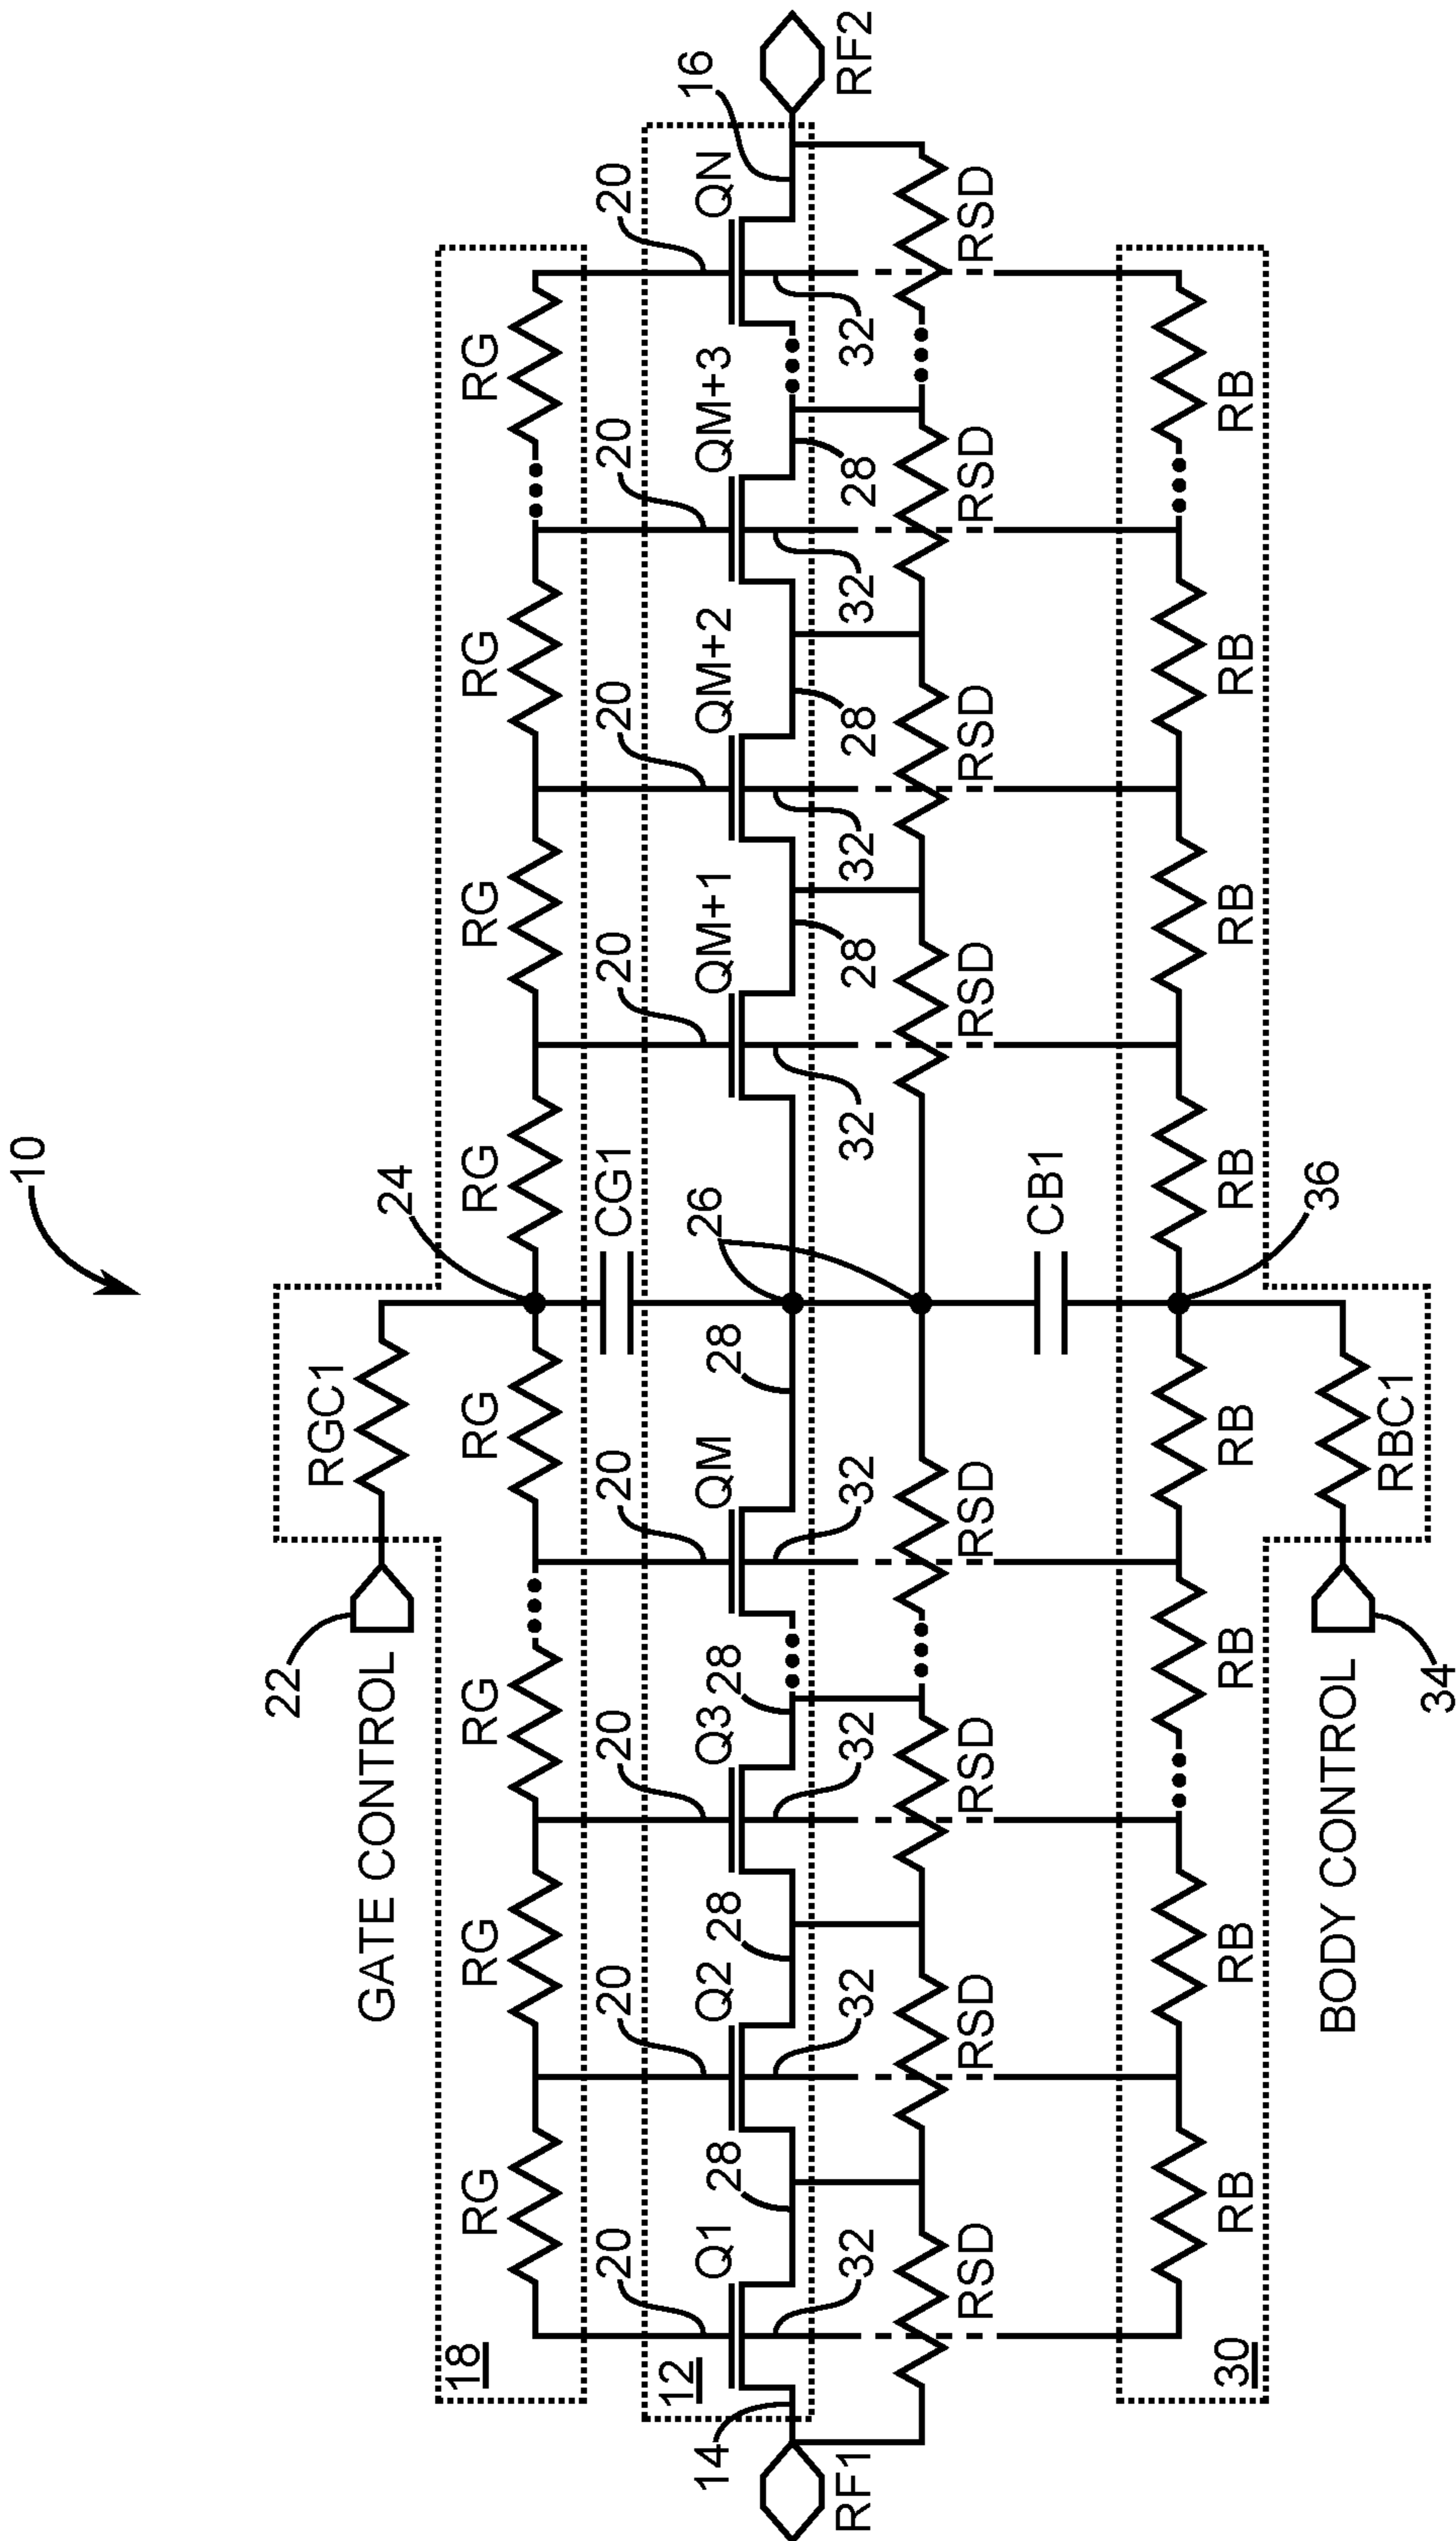 10
22
RGC1
GATE CONTROL
24
18
RG
RG
RG
RG
RG
RG
RG
RG
20
20
20
20
CG1
20
20
20
20
12
14
Q1
28
Q2
28
Q3
28
QM
28
26
QM+1
QM+2
QM+3
QN
16
RF1
32
32
32
32
32
28
32
28
32
28
32
RF2
RSD
RSD
RSD
RSD
RSD
RSD
RSD
RSD
CB1
30
RB
RB
RB
RB
RB
RB
RB
RB
36
BODY CONTROL
RBC1
34